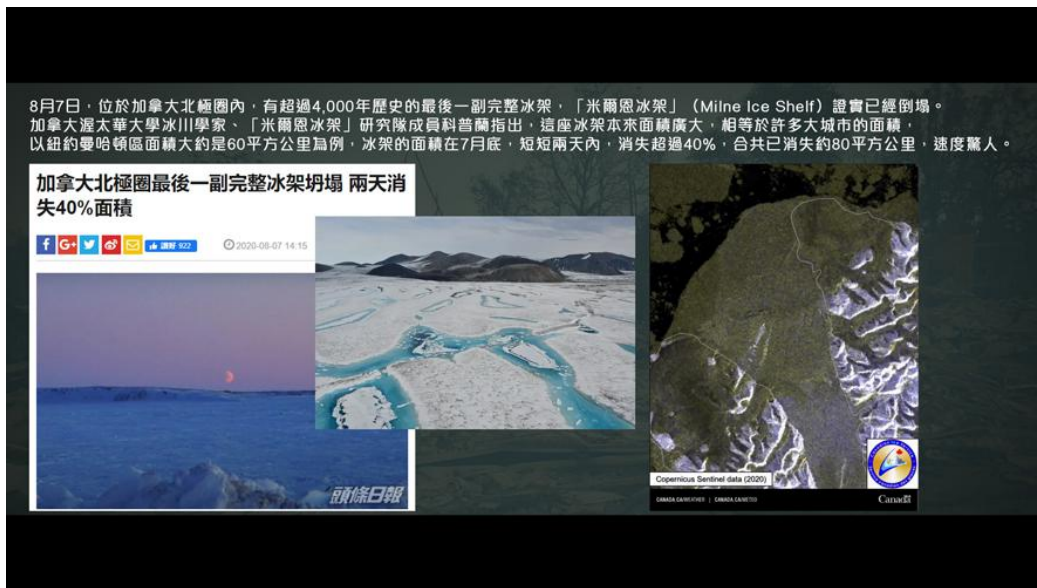 8月7日，位於加拿大北極圈內，有超過4,000年歷史的最後一副完整冰架，「米爾恩冰架」（Milne Ice Shelf）證實已經倒塌。
加拿大渥太華大學冰川學家、「米爾恩冰架」研究隊成員科普蘭指出，這座冰架本來面積廣大，相等於許多大城市的面積，
以紐約曼哈頓區面積大約是60平方公里為例，冰架的面積在7月底，短短兩天內，消失超過40%，合共已消失約80平方公里，速度驚人。
加拿大北極圈最後一副完整冰架坍塌 兩天消
失40%面積
讚好 922
2020-08-07 14:15
頭條日報
Copernicus Sentinel data (2020)
CANADA.CA/WEATHER | CANADA.CA/METEO
Canada